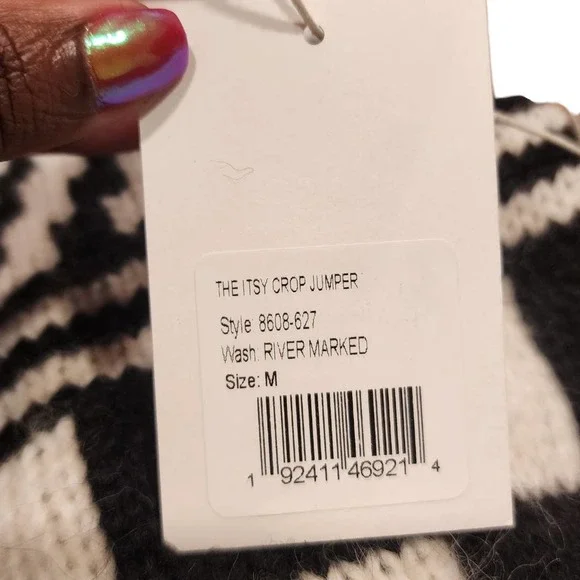 THE ITSY CROP JUMPER
Style: 8608-627
Wash: RIVER MARKED
Size: M
1 92411 46921 4